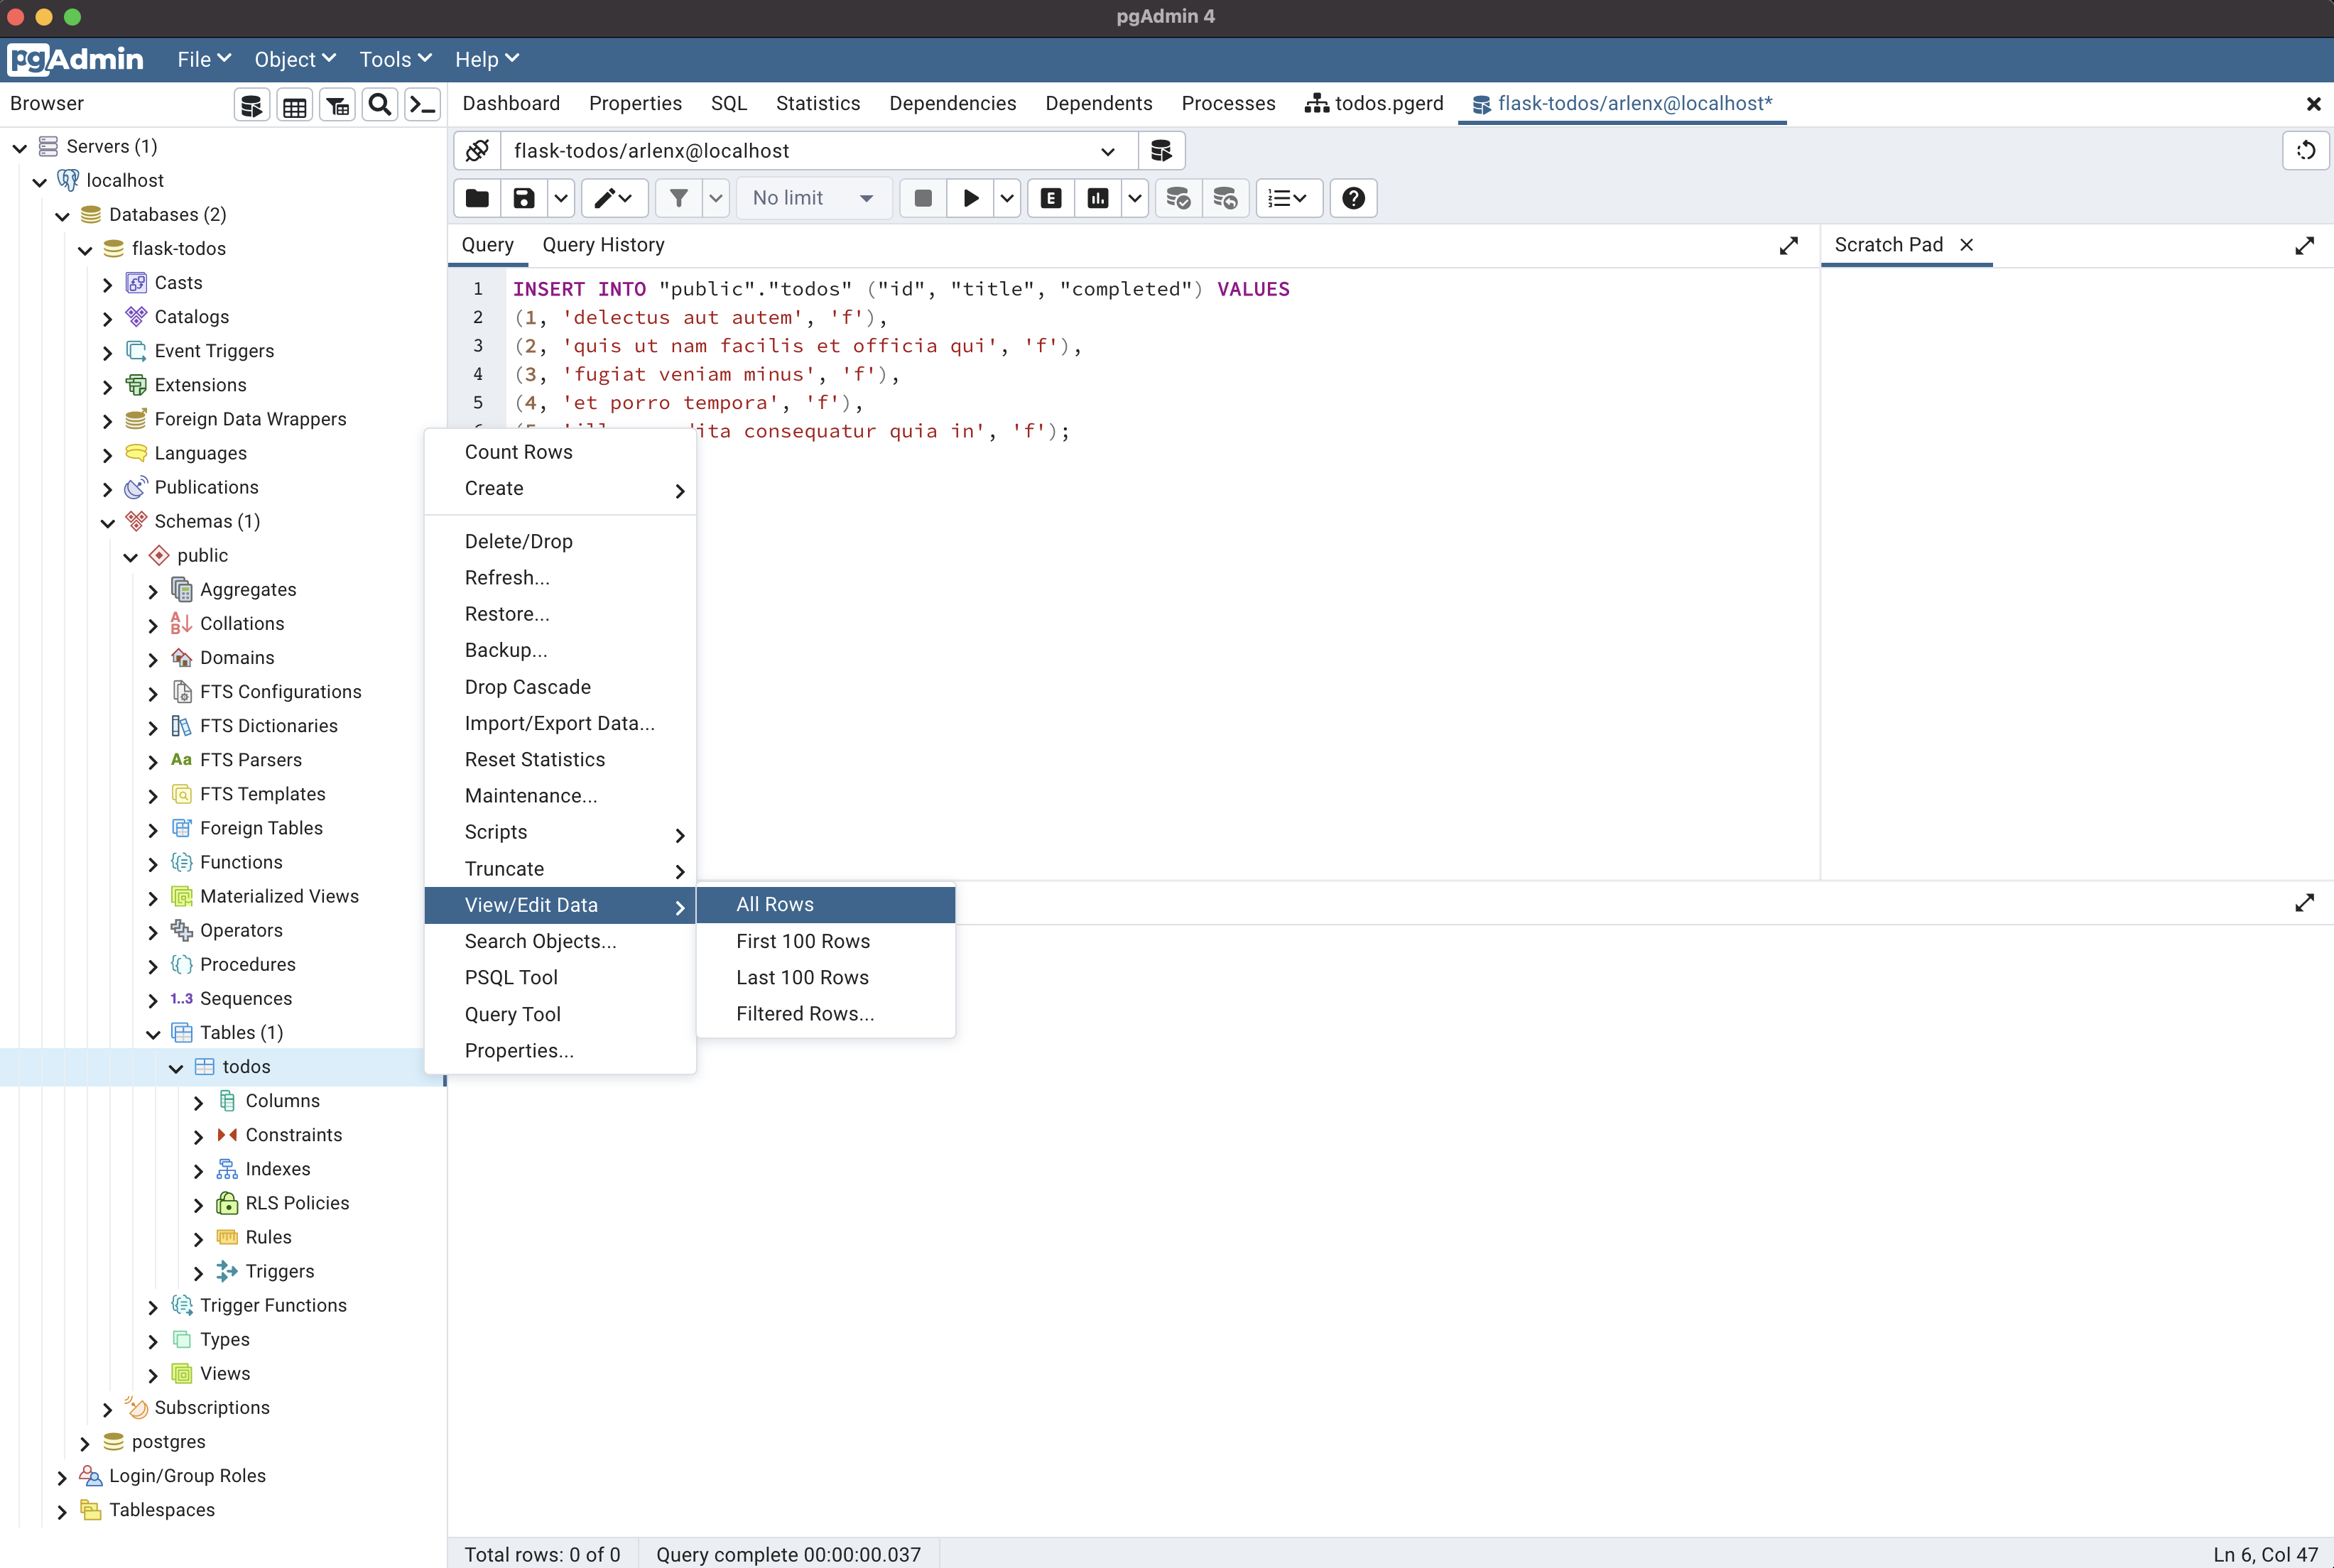 pgAdmin 4
pgAdmin File Object Tools Help
Browser
Dashboard Properties SQL Statistics Dependencies Dependents Processes todos.pgerd flask-todos/arlenx@localhost*
Servers (1)
localhost
Databases (2)
flask-todos
Casts
Catalogs
Event Triggers
Extensions
Foreign Data Wrappers
Languages
Publications
Schemas (1)
public
Aggregates
Collations
Domains
FTS Configurations
FTS Dictionaries
Aa FTS Parsers
FTS Templates
Foreign Tables
Functions
Materialized Views
Operators
Procedures
1..3 Sequences
Tables (1)
todos
Columns
Constraints
Indexes
RLS Policies
Rules
Triggers
Trigger Functions
Types
Views
Subscriptions
postgres
Login/Group Roles
Tablespaces
flask-todos/arlenx@localhost
No limit
E
Query Query History
Scratch Pad
1 INSERT INTO "public"."todos" ("id", "title", "completed") VALUES
2 (1, 'delectus aut autem', 'f'),
3 (2, 'quis ut nam facilis et officia qui', 'f'),
4 (3, 'fugiat veniam minus', 'f'),
5 (4, 'et porro tempora', 'f'),
consequatur quia in', 'f');
Count Rows
Create
Delete/Drop
Refresh...
Restore...
Backup...
Drop Cascade
Import/Export Data...
Reset Statistics
Maintenance...
Scripts
Truncate
View/Edit Data
Search Objects...
PSQL Tool
Query Tool
Properties...
All Rows
First 100 Rows
Last 100 Rows
Filtered Rows...
Total rows: 0 of 0 Query complete 00:00:00.037
Ln 6, Col 47